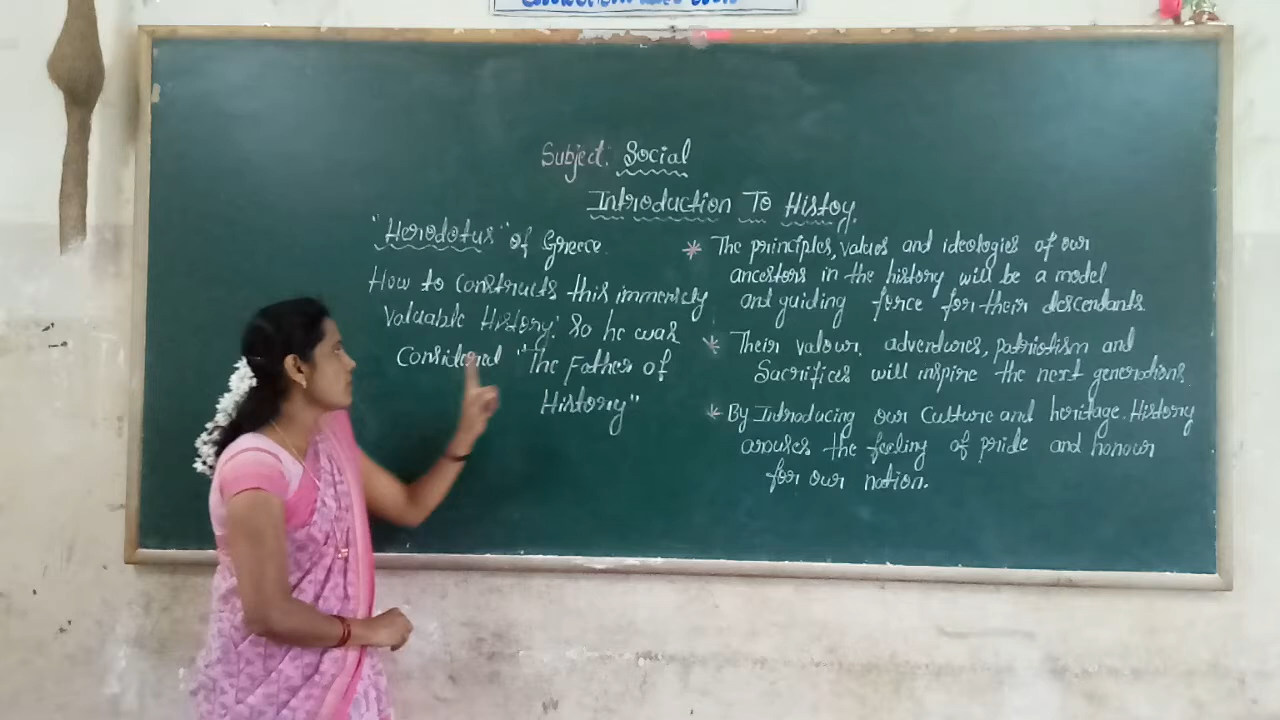 Subject: Social
Introduction To Histoy.
"Herodotus" of Greece.
How to constructs this immensely
valuable History. So he was
Considered "The Father of
History"
* The principles, values and ideologies of our
ancestors in the history will be a model
and guiding force for their descendants.
* Their valour, adventures, patriotism and
Sacrifices will inspire the next generations.
* By Introducing our Culture and heritage. History
arouses the feeling of pride and honour
for our nation.